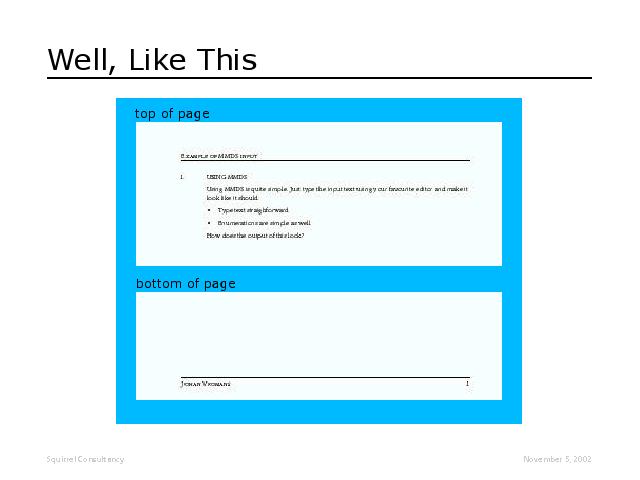 Well, Like This
top of page
EXAMPLE OF MMDS INPUT
1. USING MMDS
Using MMDS is quite simple. Just type the input text using your favourite editor and make it
look like it should.
• Type text straighforward
• Enumerations are simple as well
How does the output of this look?
bottom of page
JOHAN VROMANS
1
Squirrel Consultancy
November 5, 2002